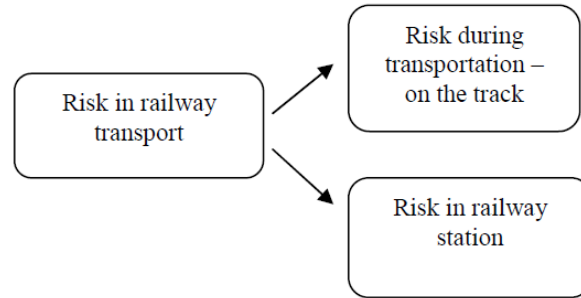 Risk in railway
transport
Risk during
transportation –
on the track
Risk in railway
station